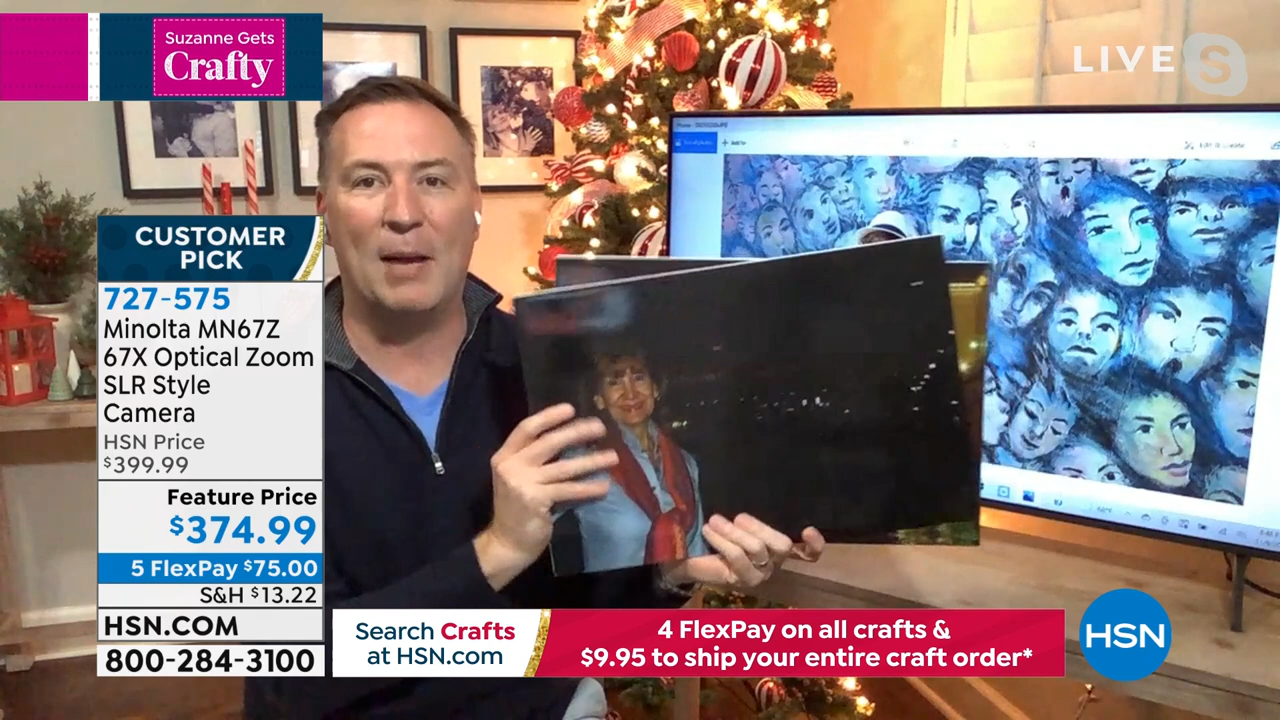 Suzanne Gets
Crafty
LIVE S
CUSTOMER
PICK
727-575
Minolta MN67Z
67X Optical Zoom
SLR Style
Camera
HSN Price
$399.99
Feature Price
$374.99
5 FlexPay $75.00
S&H $13.22
HSN.COM
800-284-3100
Search Crafts
at HSN.com
4 FlexPay on all crafts &
$9.95 to ship your entire craft order*
HSN